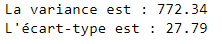 La variance est : 772.34
L'écart-type est : 27.79